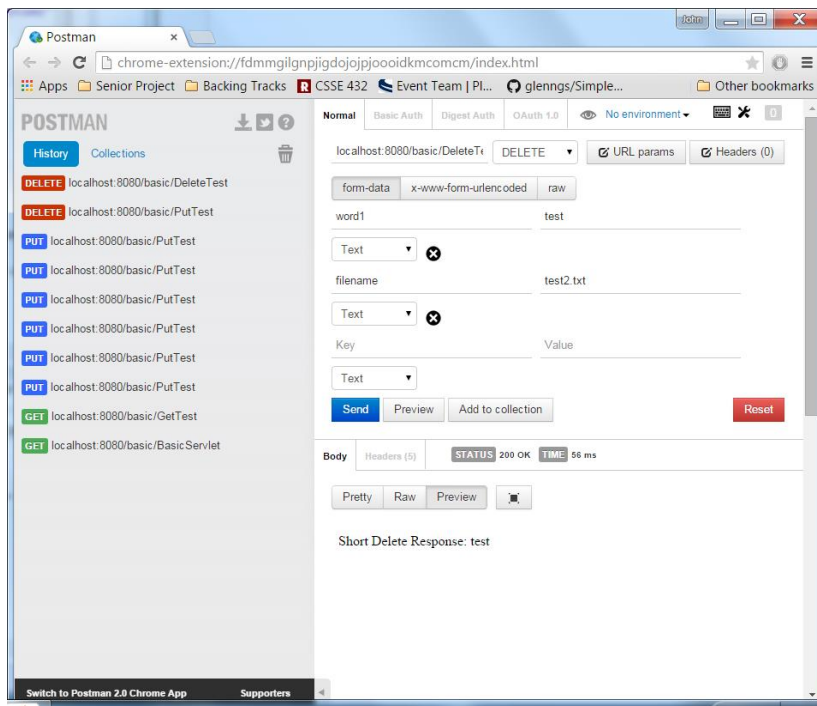 John
Postman
chrome-extension://fdmmgilgnpjigdojojpjoooidkmcomcm/index.html
Apps Senior Project Backing Tracks R CSSE 432 Event Team | Pl... glenngs/Simple... Other bookmarks
POSTMAN
History Collections
DELETE localhost:8080/basic/DeleteTest
DELETE localhost:8080/basic/PutTest
PUT localhost:8080/basic/PutTest
PUT localhost:8080/basic/PutTest
PUT localhost:8080/basic/PutTest
PUT localhost:8080/basic/PutTest
PUT localhost:8080/basic/PutTest
PUT localhost:8080/basic/PutTest
GET localhost:8080/basic/GetTest
GET localhost:8080/basic/BasicServlet
Switch to Postman 2.0 Chrome App Supporters
Normal Basic Auth Digest Auth OAuth 1.0 No environment 0
localhost:8080/basic/DeleteTe DELETE URL params Headers (0)
form-data x-www-form-urlencoded raw
word1 test
Text
filename test2.txt
Text
Key Value
Text
Send Preview Add to collection Reset
Body Headers (5) STATUS 200 OK TIME 56 ms
Pretty Raw Preview
Short Delete Response: test